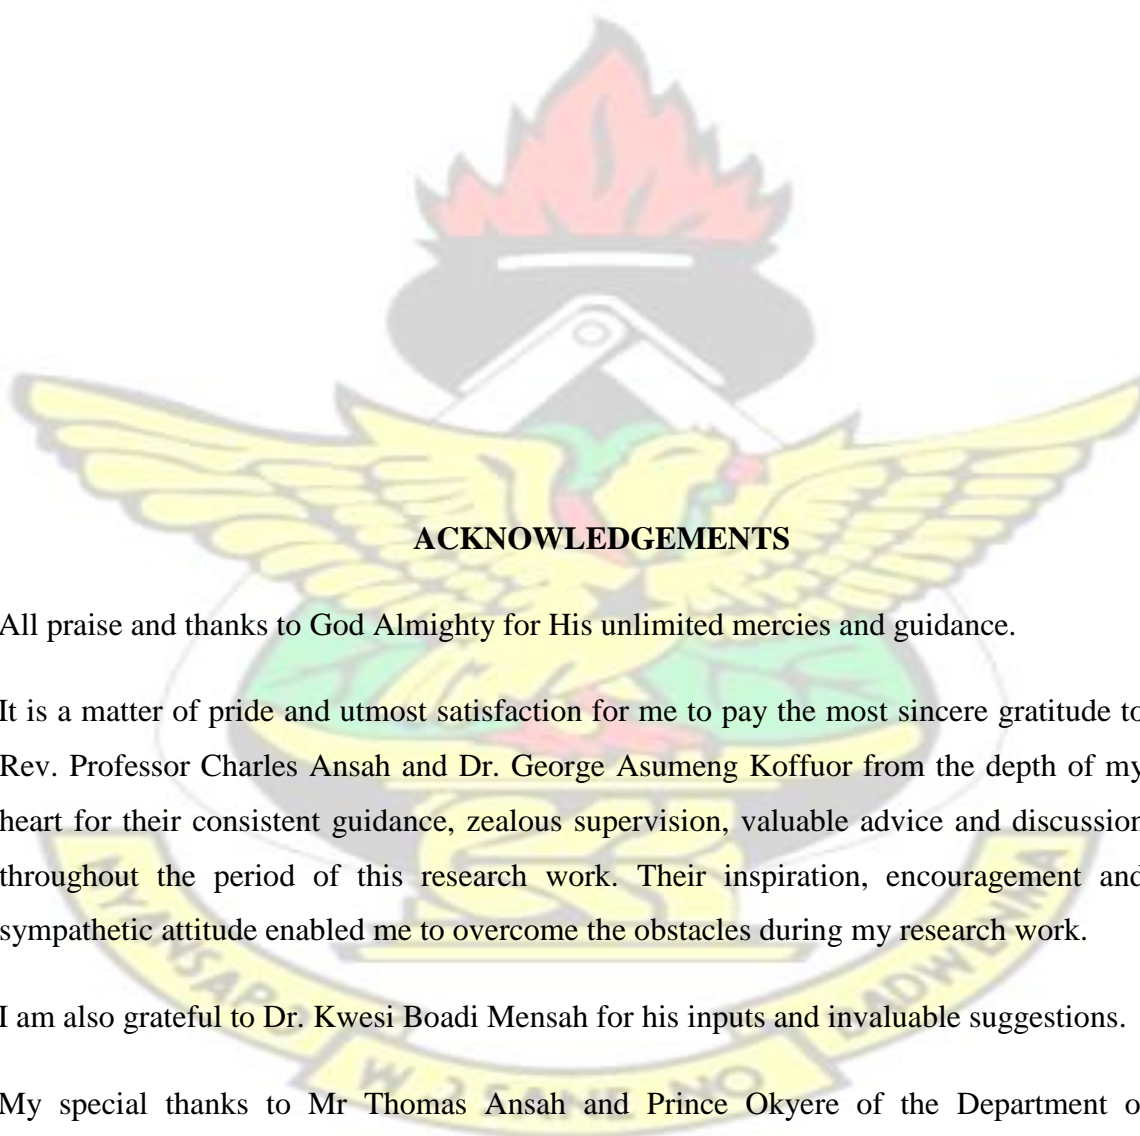 ACKNOWLEDGEMENTS
All praise and thanks to God Almighty for His unlimited mercies and guidance.
It is a matter of pride and utmost satisfaction for me to pay the most sincere gratitude to
Rev. Professor Charles Ansah and Dr. George Asumeng Koffuor from the depth of my
heart for their consistent guidance, zealous supervision, valuable advice and discussion
throughout the period of this research work. Their inspiration, encouragement and
sympathetic attitude enabled me to overcome the obstacles during my research work.
I am also grateful to Dr. Kwesi Boadi Mensah for his inputs and invaluable suggestions.
My special thanks to Mr Thomas Ansah and Prince Okyere of the Department o
NYANSAPƆ
WƆSANE NO
BADWENMA